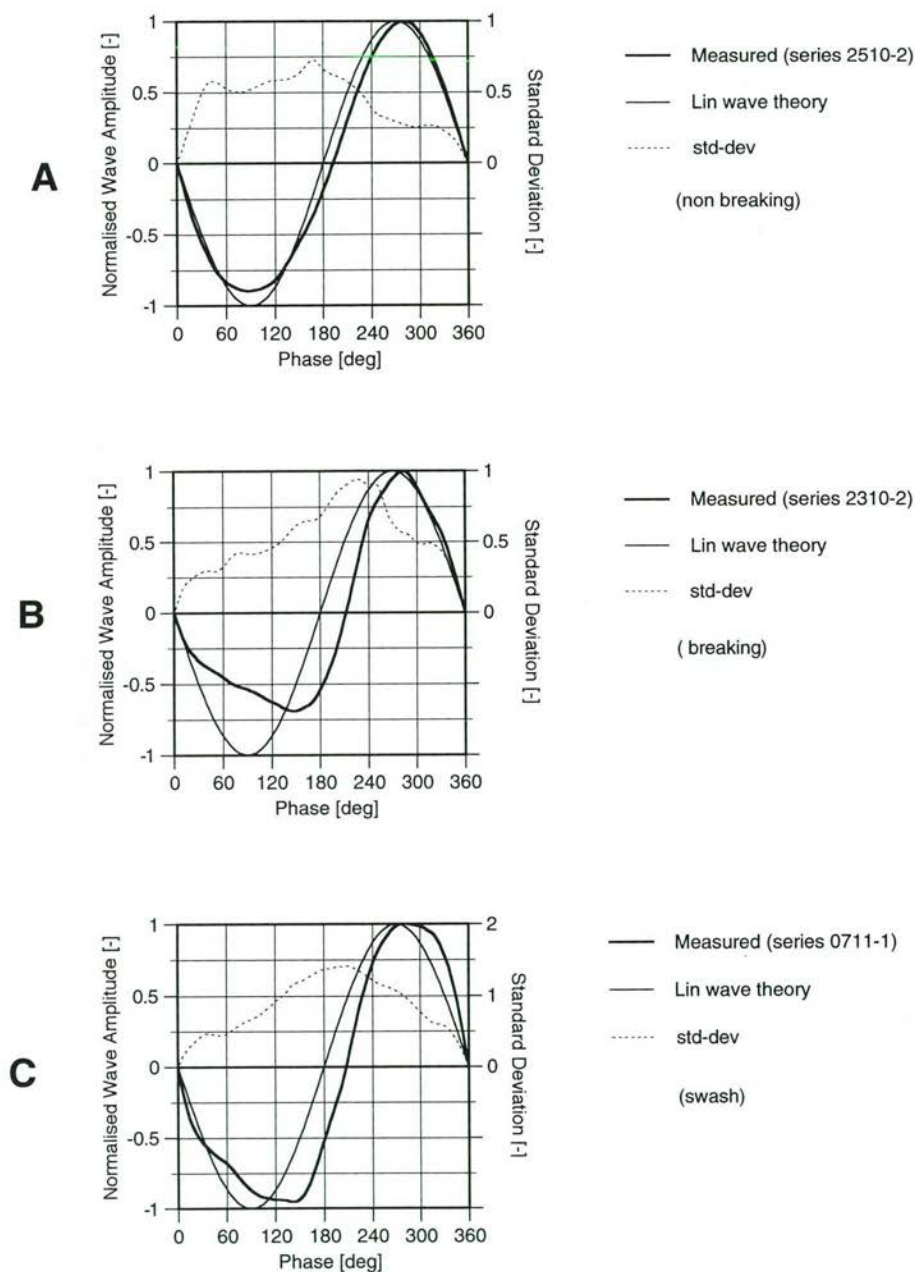 A
Normalised Wave Amplitude [-]
1
0.5
0
-0.5
-1
1
0.5
0
Standard Deviation [-]
0 60 120 180 240 300 360
Phase [deg]
Measured (series 2510-2)
Lin wave theory
std-dev
(non breaking)
B
Normalised Wave Amplitude [-]
1
0.5
0
-0.5
-1
1
0.5
0
Standard Deviation [-]
0 60 120 180 240 300 360
Phase [deg]
Measured (series 2310-2)
Lin wave theory
std-dev
( breaking)
C
Normalised Wave Amplitude [-]
1
0.5
0
-0.5
-1
2
1
0
Standard Deviation [-]
0 60 120 180 240 300 360
Phase [deg]
Measured (series 0711-1)
Lin wave theory
std-dev
(swash)